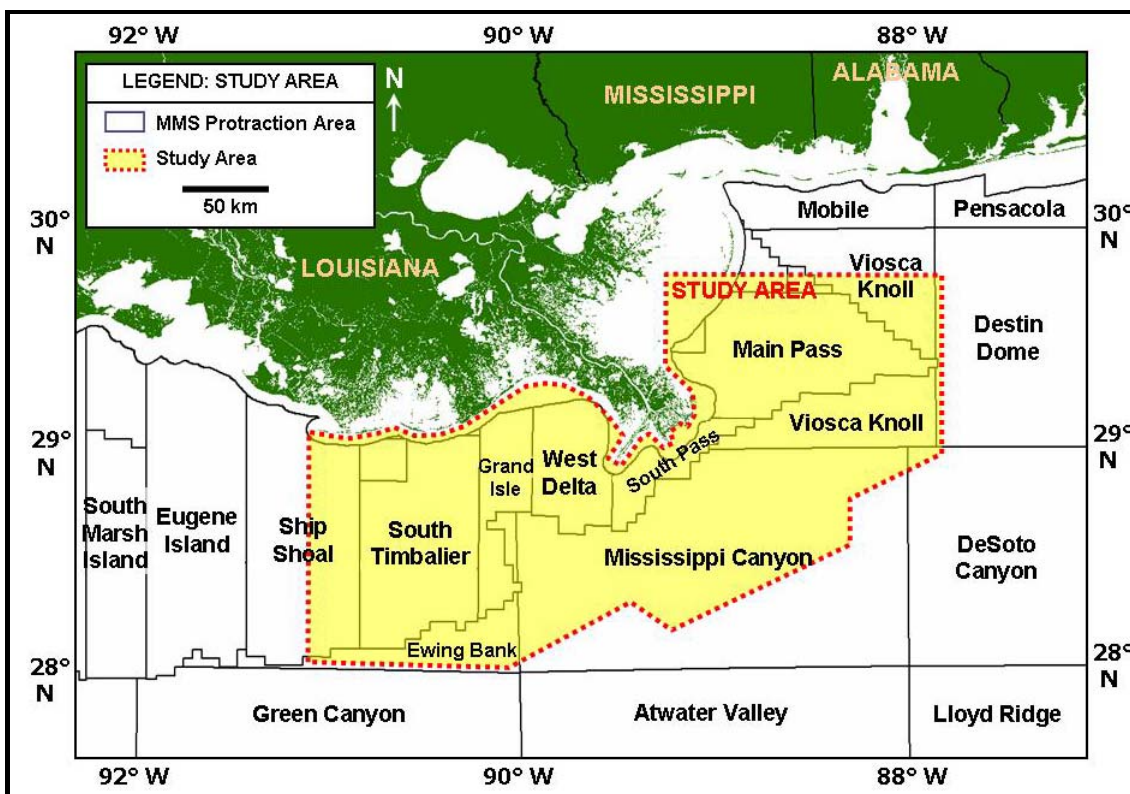 92° W
90° W
88° W
LEGEND: STUDY AREA
MMS Protraction Area
Study Area
50 km
N
MISSISSIPPI
ALABAMA
30°
N
Mobile
Pensacola
30°
N
LOUISIANA
Viosca
Knoll
STUDY AREA
Main Pass
Destin
Dome
29°
N
Viosca Knoll
29°
N
South
Marsh
Island
Eugene
Island
Ship
Shoal
South
Timbalier
Grand
Isle
West
Delta
South Pass
Mississippi Canyon
DeSoto
Canyon
Ewing Bank
28°
N
28°
N
Green Canyon
Atwater Valley
Lloyd Ridge
92° W
90° W
88° W